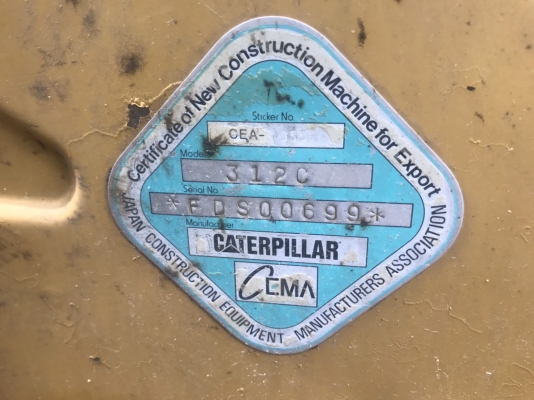 Certificate of New Construction Machine for Export
Sticker No.
CEA-
Model
312C
Serial No.
*FDS00699*
Manufacturer
CATERPILLAR
CEMA
JAPAN CONSTRUCTION EQUIPMENT MANUFACTURERS ASSOCIATION